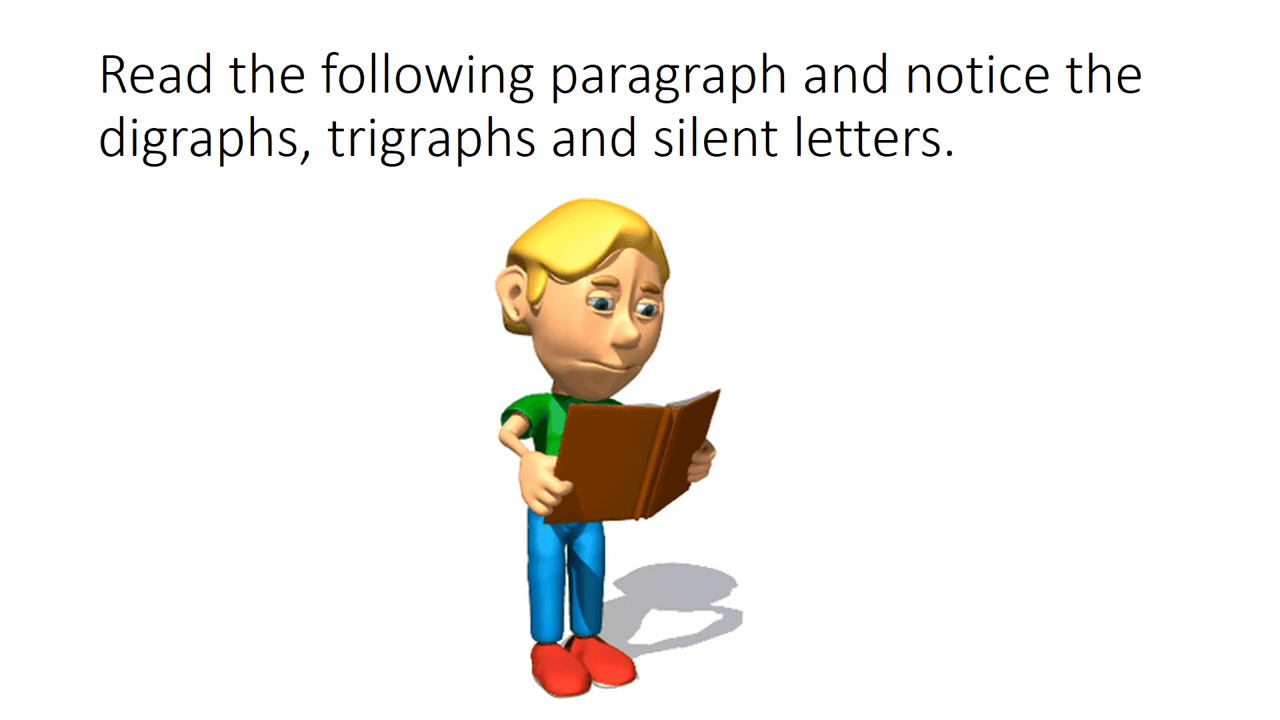 Read the following paragraph and notice the
digraphs, trigraphs and silent letters.